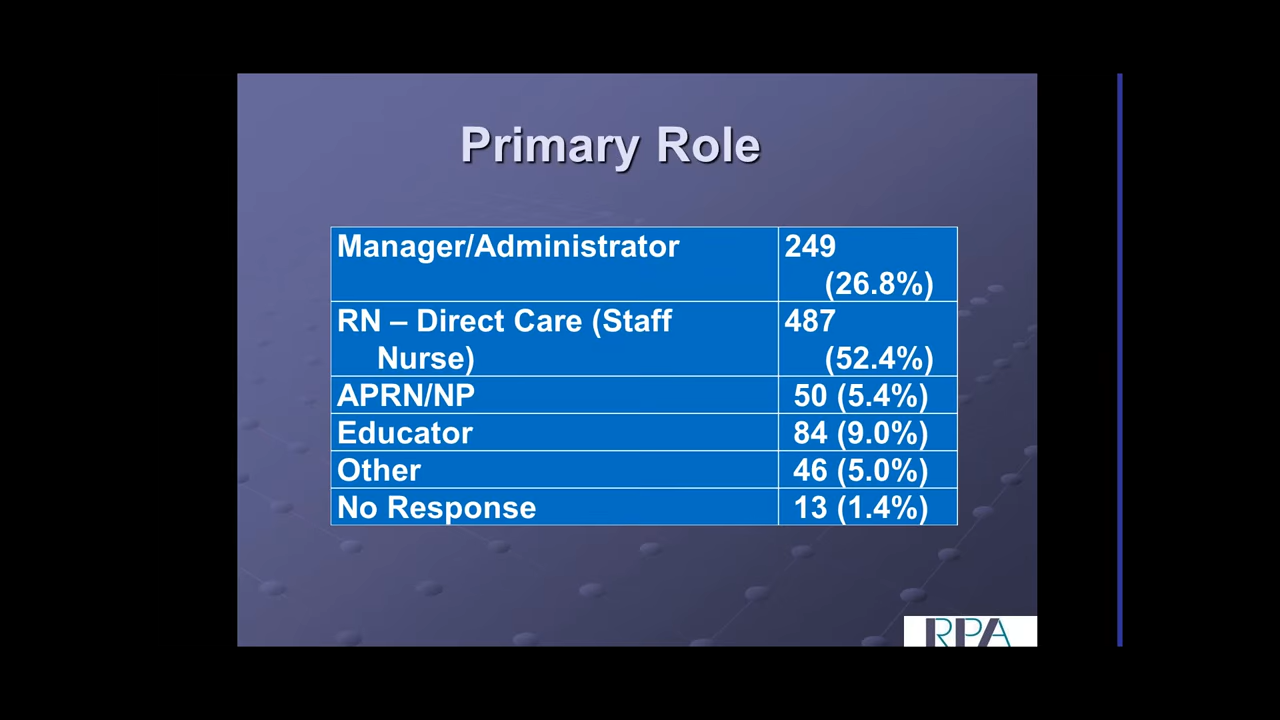 Primary Role
Manager/Administrator
249
(26.8%)
RN – Direct Care (Staff
Nurse)
487
(52.4%)
APRN/NP
50 (5.4%)
Educator
84 (9.0%)
Other
46 (5.0%)
No Response
13 (1.4%)
RPA